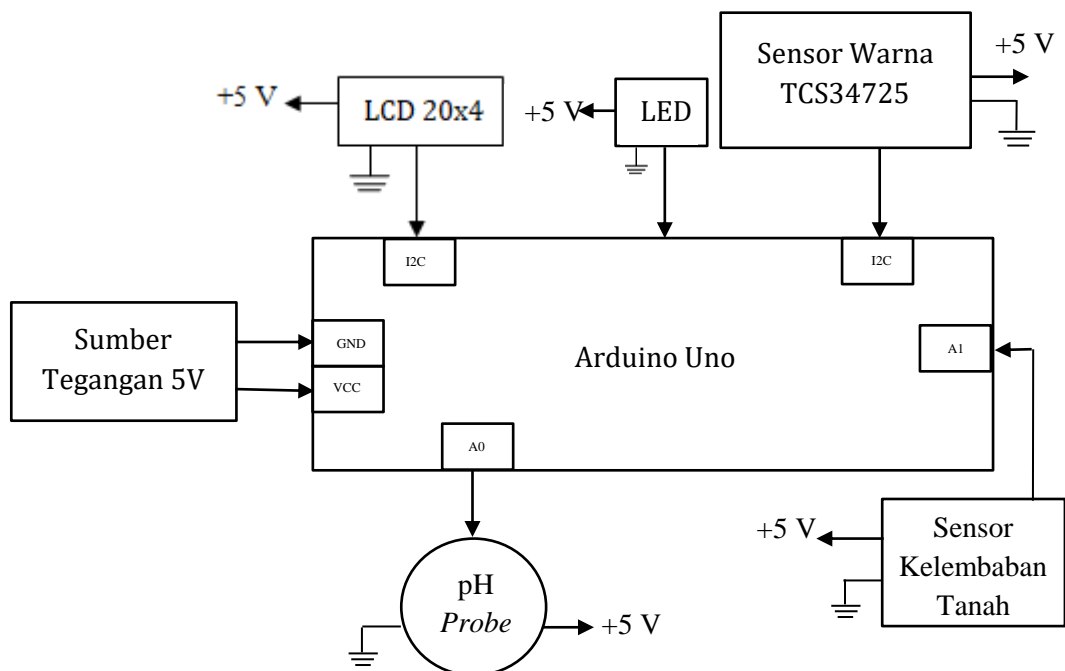 +5 V
LCD 20x4
+5 V
LED
Sensor Warna
TCS34725
+5 V
I2C
I2C
Sumber
Tegangan 5V
GND
VCC
Arduino Uno
A1
A0
pH
Probe
+5 V
+5 V
Sensor
Kelembaban
Tanah